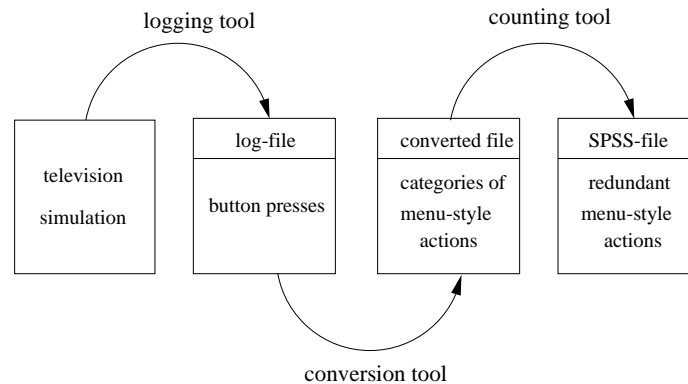 logging tool
counting tool
television
simulation
log-file
button presses
converted file
categories of
menu-style
actions
SPSS-file
redundant
menu-style
actions
conversion tool